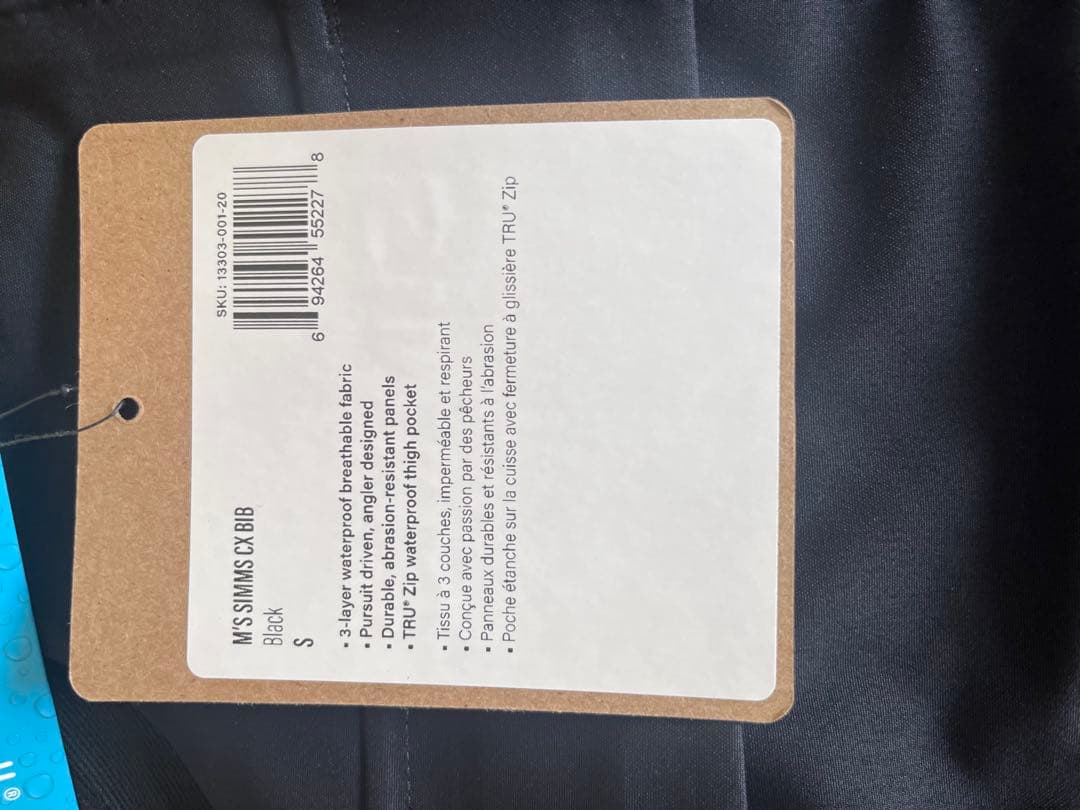 SKU: 13303-001-20
6 94264 55227 8
M'S SIMMS CX BIB
Black
S
• 3-layer waterproof breathable fabric
• Pursuit driven, angler designed
• Durable, abrasion-resistant panels
• TRU® Zip waterproof thigh pocket
• Tissu à 3 couches, imperméable et respirant
• Conçue avec passion par des pêcheurs
• Panneaux durables et résistants à l'abrasion
• Poche étanche sur la cuisse avec fermeture à glissière TRU® Zip